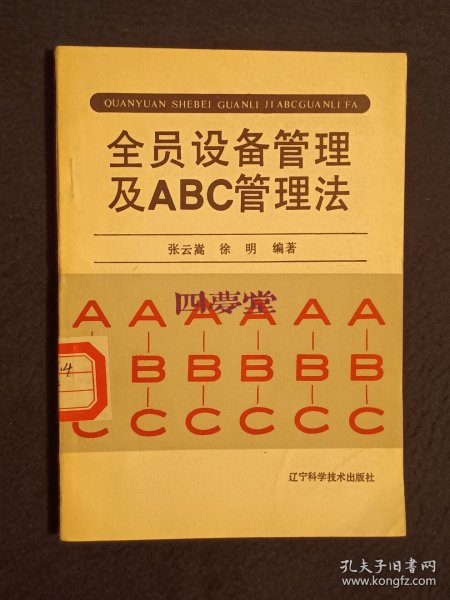 QUANYUAN SHEBEI GUANLI JIABCGUANLI FA
全员设备管理
及ABC管理法
张云嵩 徐 明 编著
四夢堂
A A A A A A
B B B B B
C C C C C C
辽宁科学技术出版社
孔夫子旧书网
www.kongfz.com